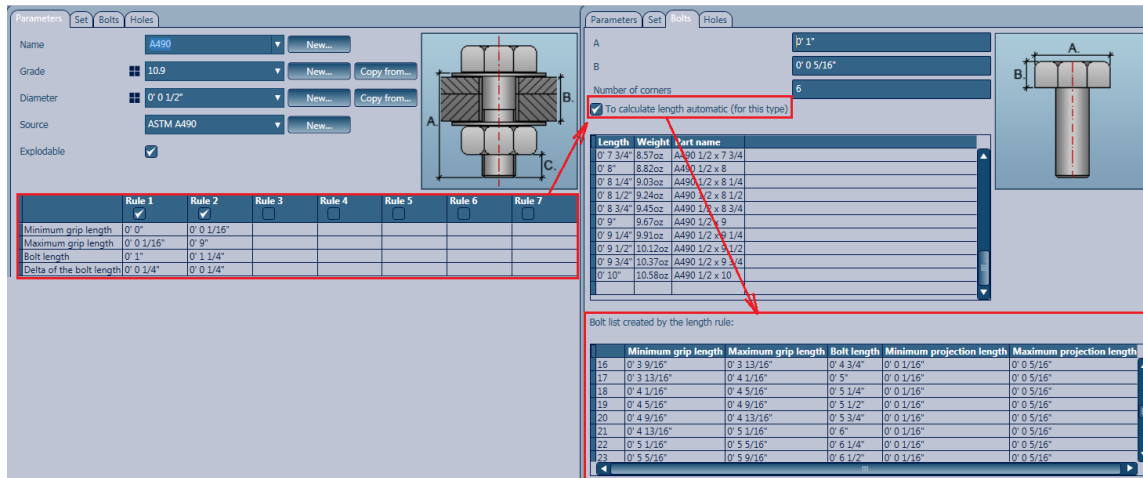 Parameters Set Bolts Holes
Name A490 New...
Grade 10.9 New... Copy from...
Diameter 0' 0 1/2" New... Copy from...
Source ASTM A490 New...
Explodable
A. B. C.
Rule 1 Rule 2 Rule 3 Rule 4 Rule 5 Rule 6 Rule 7
Minimum grip length 0' 0" 0' 0 1/16"
Maximum grip length 0' 0 1/16" 0' 9"
Bolt length 0' 1" 0' 1 1/4"
Delta of the bolt length 0' 0 1/4" 0' 0 1/4"
Parameters Set Bolts Holes
A 0' 1"
B 0' 0 5/16"
Number of corners 6
To calculate length automatic (for this type)
A.
B.
Length Weight Part name
0' 7 3/4" 8.57oz A490 1/2 x 7 3/4
0' 8" 8.82oz A490 1/2 x 8
0' 8 1/4" 9.03oz A490 1/2 x 8 1/4
0' 8 1/2" 9.24oz A490 1/2 x 8 1/2
0' 8 3/4" 9.45oz A490 1/2 x 8 3/4
0' 9" 9.67oz A490 1/2 x 9
0' 9 1/4" 9.91oz A490 1/2 x 9 1/4
0' 9 1/2" 10.12oz A490 1/2 x 9 1/2
0' 9 3/4" 10.37oz A490 1/2 x 9 3/4
0' 10" 10.58oz A490 1/2 x 10
Bolt list created by the length rule:
Minimum grip length Maximum grip length Bolt length Minimum projection length Maximum projection length
16 0' 3 9/16" 0' 3 13/16" 0' 4 3/4" 0' 0 1/16" 0' 0 5/16"
17 0' 3 13/16" 0' 4 1/16" 0' 5" 0' 0 1/16" 0' 0 5/16"
18 0' 4 1/16" 0' 4 5/16" 0' 5 1/4" 0' 0 1/16" 0' 0 5/16"
19 0' 4 5/16" 0' 4 9/16" 0' 5 1/2" 0' 0 1/16" 0' 0 5/16"
20 0' 4 9/16" 0' 4 13/16" 0' 5 3/4" 0' 0 1/16" 0' 0 5/16"
21 0' 4 13/16" 0' 5 1/16" 0' 6" 0' 0 1/16" 0' 0 5/16"
22 0' 5 1/16" 0' 5 5/16" 0' 6 1/4" 0' 0 1/16" 0' 0 5/16"
23 0' 5 5/16" 0' 5 9/16" 0' 6 1/2" 0' 0 1/16" 0' 0 5/16"